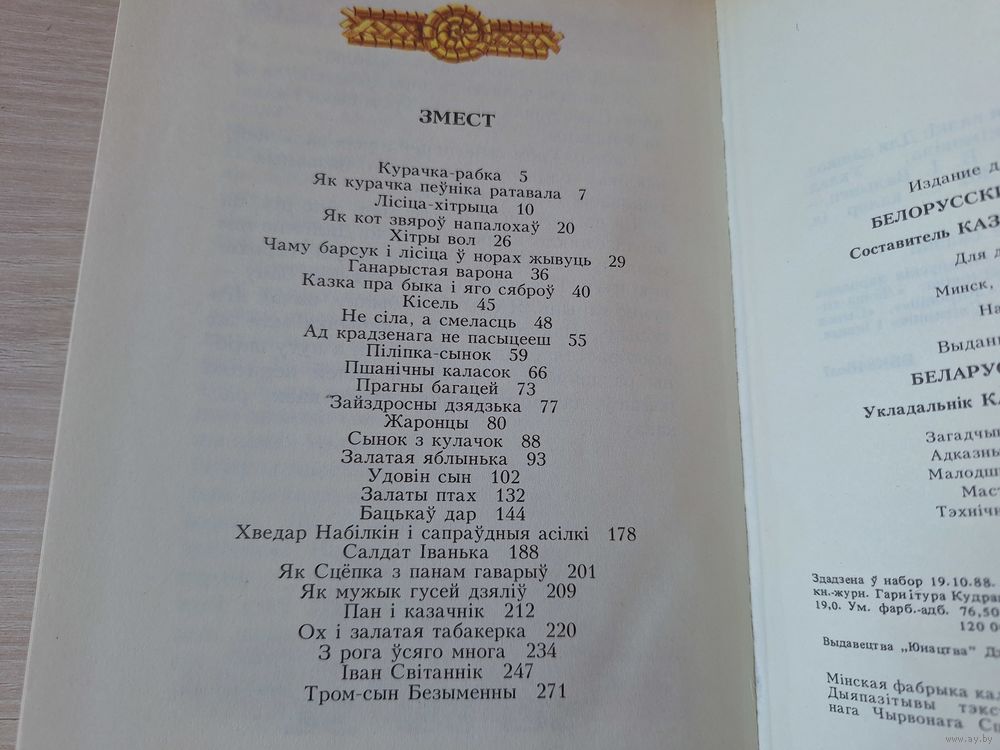 ЗМЕСТ
Курачка-рабка 5
Як курачка пеўніка ратавала 7
Лісіца-хітрыца 10
Як кот звяроў напалохаў 20
Хітры вол 26
Чаму барсук і лісіца ў норах жывуць 29
Ганарыстая варона 36
Казка пра быка і яго сяброў 40
Кісель 45
Не сіла, а смеласць 48
Ад крадзенага не пасыцееш 55
Піліпка-сынок 59
Пшанічны каласок 66
Прагны багацей 73
Зайздросны дзядзька 77
Жаронцы 80
Сынок з кулачок 88
Залатая яблынька 93
Удовін сын 102
Залаты птах 132
Бацькаў дар 144
Хведар Набілкін і сапраўдныя асілкі 178
Салдат Іванька 188
Як Сцёпка з панам гаварыў 201
Як мужык гусей дзяліў 209
Пан і казачнік 212
Ох і залатая табакерка 220
З рога ўсяго многа 234
Іван Світаннік 247
Тром-сын Безыменны 271
Издание д
БЕЛОРУССКИ
Составитель КАЗ
Для д
Минск,
На
Выдан
БЕЛАРУС
Укладальнік К
Загадчы
Адказны
Малодш
Маст
Тэхнічн
Здадзена ў набор 19.10.88.
кн.-журн. Гарнітура Кудра
19,0. Ум. фарб.-адб. 76,50
120 0
Выдавецтва „Юнацтва" Д
Мінская фабрыка ка
Дыяпазітывы тэкс
нага Чырвонага Сц
www.ay.by